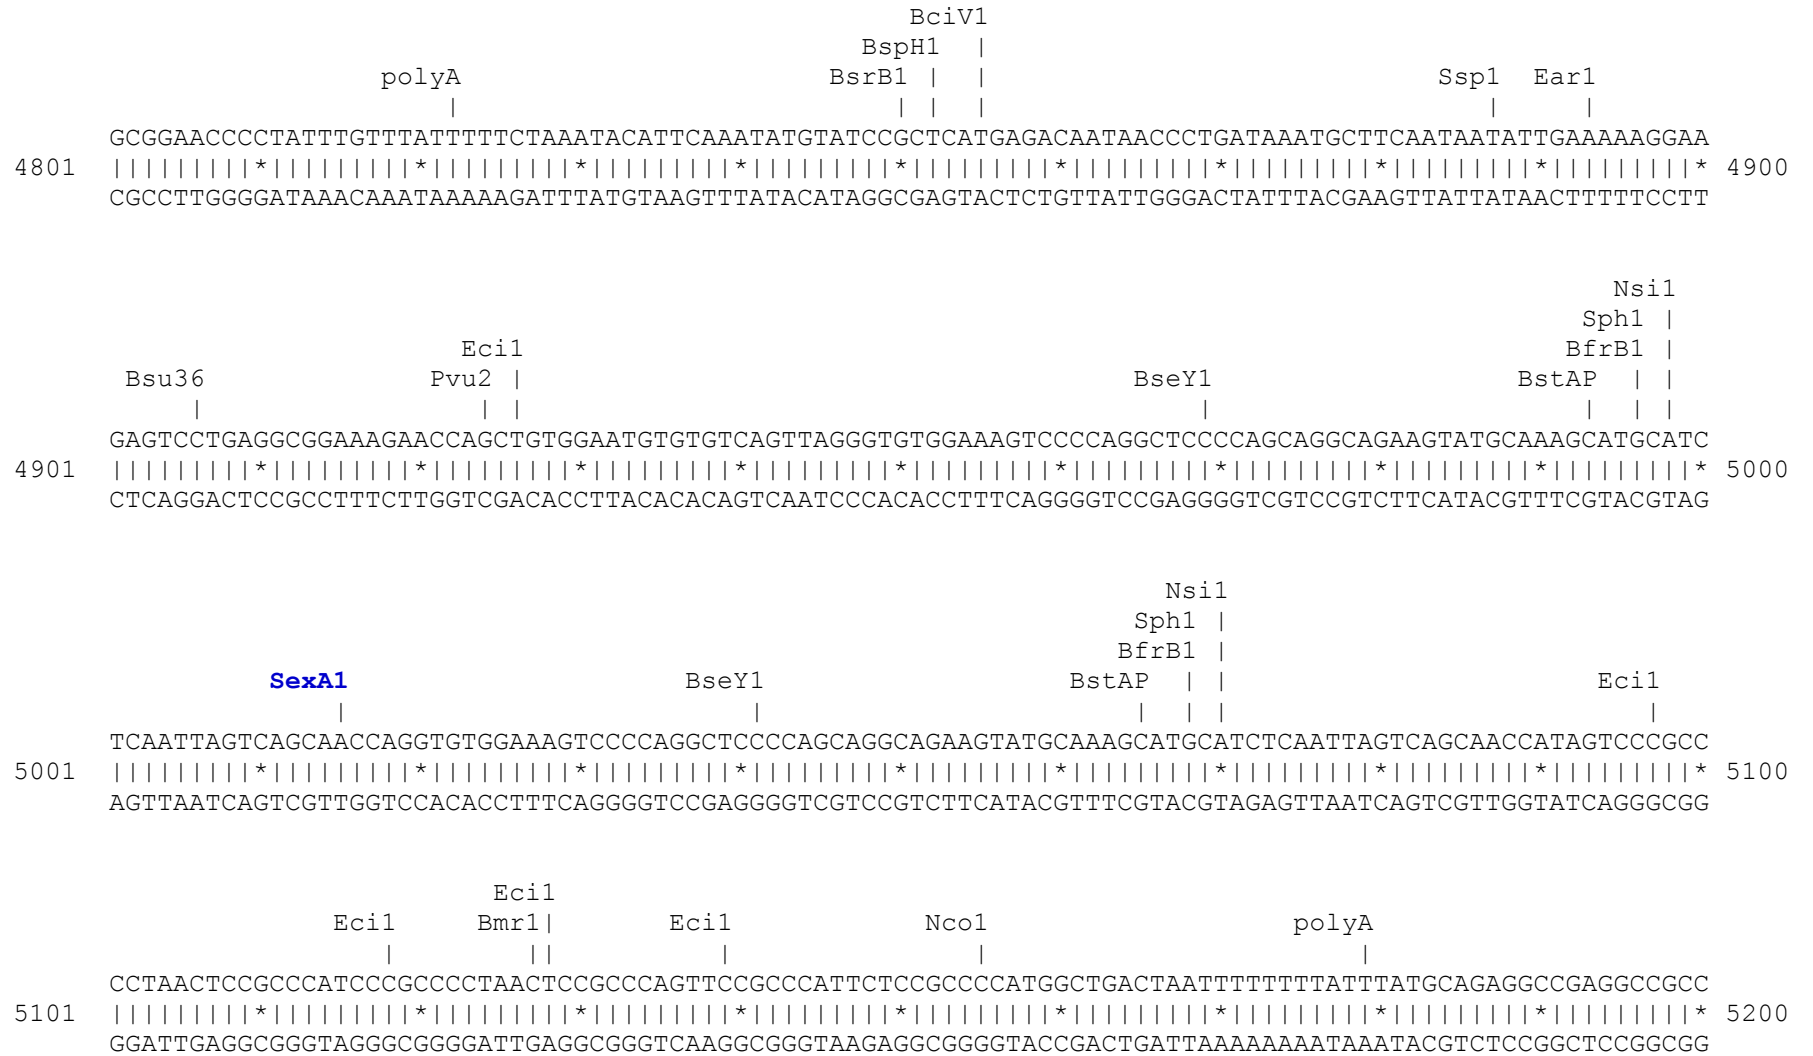 BciV1
BspH1 |
polyA BsrB1 | | Ssp1 Ear1
| | | | | |
GCGGAACCCCTATTTGTTTATTTTTCTAAATACATTCAAATATGTATCCGCTCATGAGACAATAACCCTGATAAATGCTTCAATAATATTGAAAAAGGAA
4801 |||||||||*|||||||||*|||||||||*|||||||||*|||||||||*|||||||||*|||||||||*|||||||||*|||||||||*|||||||||* 4900
CGCCTTGGGGATAAACAAATAAAAAGATTTATGTAAGTTTATACATAGGCGAGTACTCTGTTATTGGGACTATTTACGAAGTTATTATAACTTTTTCCTT
Nsi1
Sph1 |
Eci1 BfrB1 |
Bsu36 Pvu2 | BseY1 BstAP | |
| | | | | | |
GAGTCCTGAGGCGGAAAGAACCAGCTGTGGAATGTGTGTCAGTTAGGGTGTGGAAAGTCCCCAGGCTCCCCAGCAGGCAGAAGTATGCAAAGCATGCATC
4901 |||||||||*|||||||||*|||||||||*|||||||||*|||||||||*|||||||||*|||||||||*|||||||||*|||||||||*|||||||||* 5000
CTCAGGACTCCGCCTTTCTTGGTCGACACCTTACACACAGTCAATCCCACACCTTTCAGGGGTCCGAGGGGTCGTCCGTCTTCATACGTTTCGTACGTAG
Nsi1
Sph1 |
BfrB1 |
SexA1 BseY1 BstAP | | Eci1
| | | | | |
TCAATTAGTCAGCAACCAGGTGTGGAAAGTCCCCAGGCTCCCCAGCAGGCAGAAGTATGCAAAGCATGCATCTCAATTAGTCAGCAACCATAGTCCCGCC
5001 |||||||||*|||||||||*|||||||||*|||||||||*|||||||||*|||||||||*|||||||||*|||||||||*|||||||||*|||||||||* 5100
AGTTAATCAGTCGTTGGTCCACACCTTTCAGGGGTCCGAGGGGTCGTCCGTCTTCATACGTTTCGTACGTAGAGTTAATCAGTCGTTGGTATCAGGGCGG
Eci1
Eci1 Bmr1| Eci1 Nco1 polyA
| || | | |
CCTAACTCCGCCCATCCCGCCCCTAACTCCGCCCAGTTCCGCCCATTCTCCGCCCCATGGCTGACTAATTTTTTTTATTTATGCAGAGGCCGAGGCCGCC
5101 |||||||||*|||||||||*|||||||||*|||||||||*|||||||||*|||||||||*|||||||||*|||||||||*|||||||||*|||||||||* 5200
GGATTGAGGCGGGTAGGGCGGGGATTGAGGCGGGTCAAGGCGGGTAAGAGGCGGGGTACCGACTGATTAAAAAAAATAAATACGTCTCCGGCTCCGGCGG